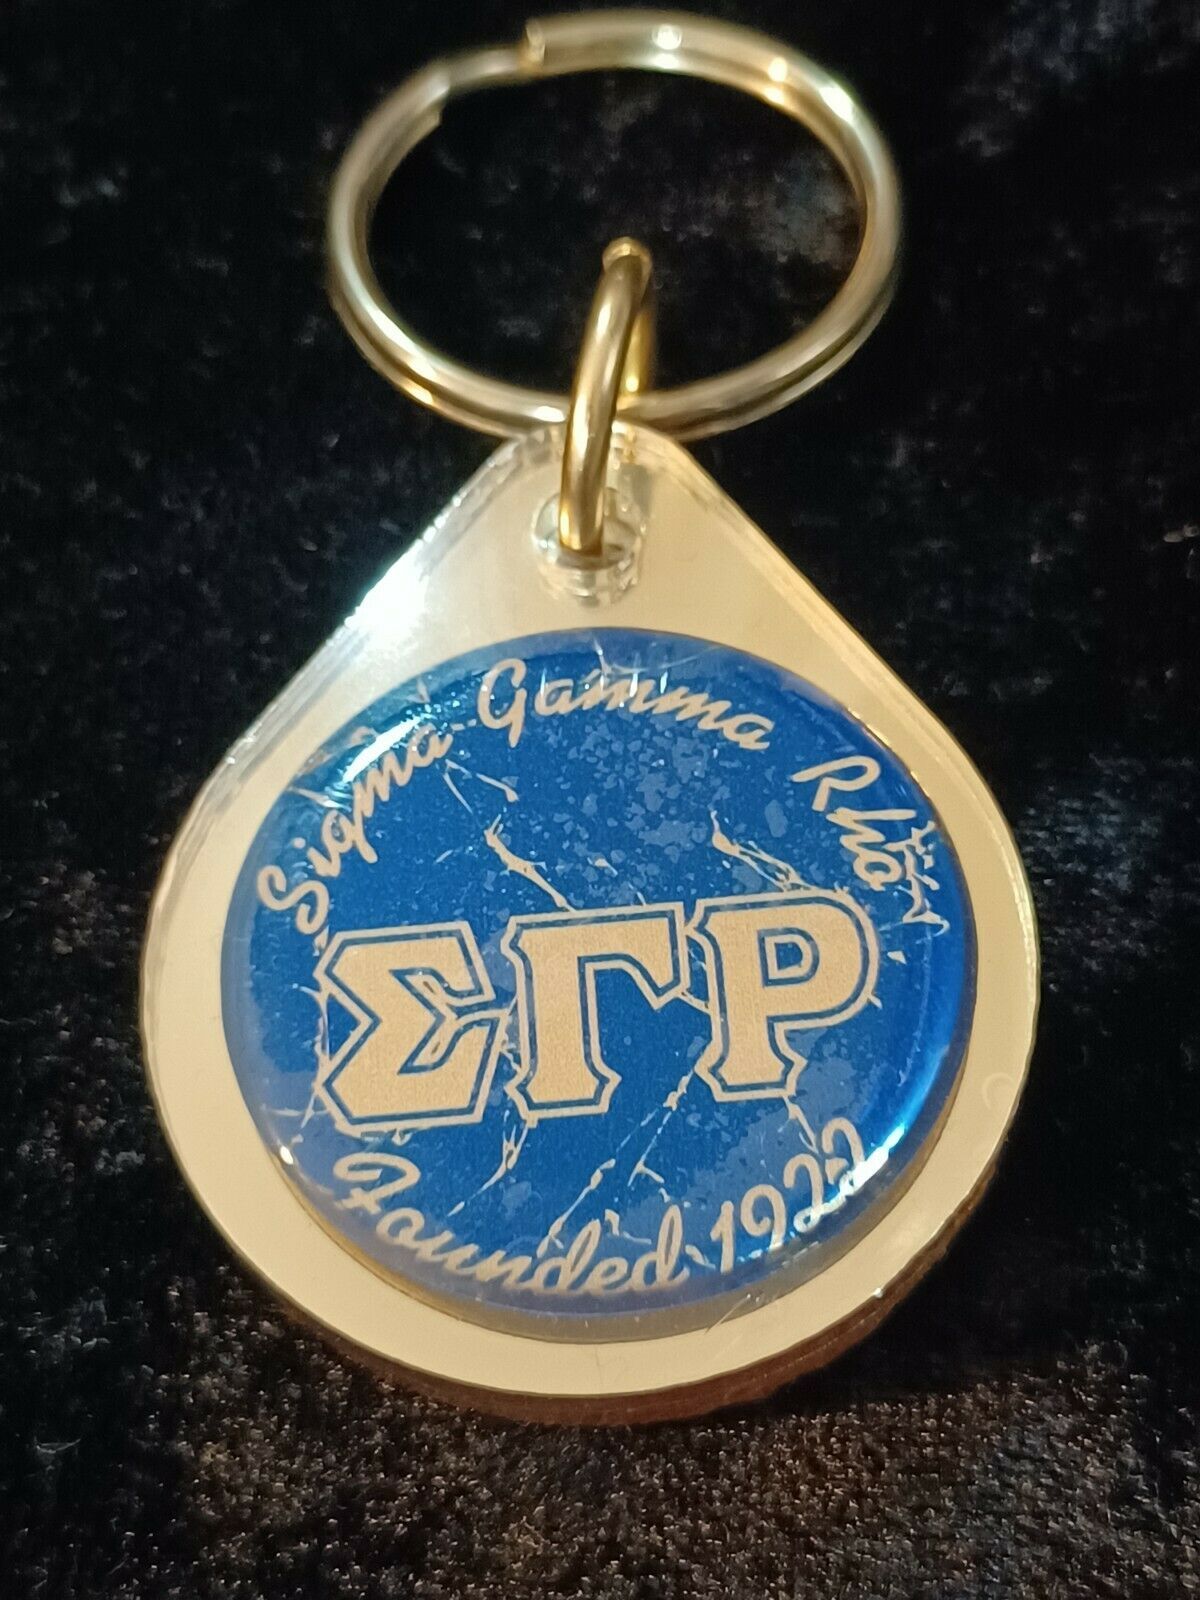 Sigma Gamma Rho
ΣΓΡ
Founded 1922